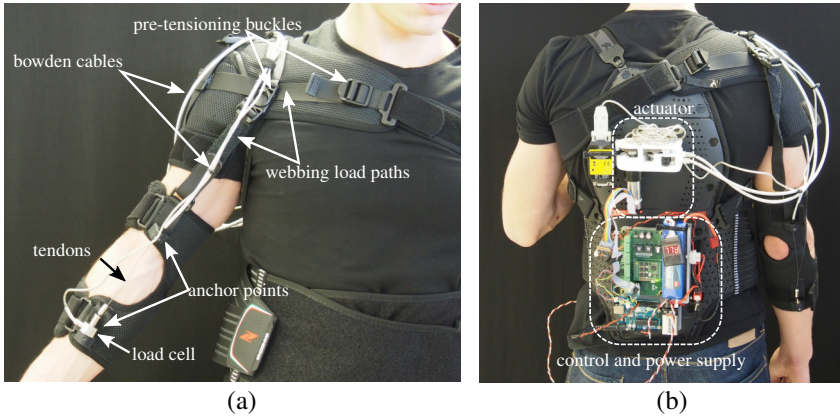 pre-tensioning buckles
bowden cables
webbing load paths
tendons
anchor points
load cell
actuator
control and power supply
(a)
(b)